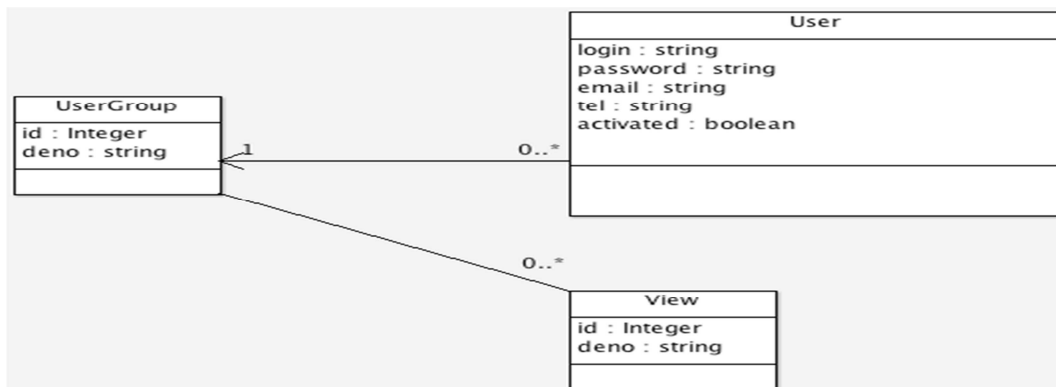 User
login : string
password : string
email : string
tel : string
activated : boolean
UserGroup
id : Integer
deno : string
1
0..*
0..*
View
id : Integer
deno : string